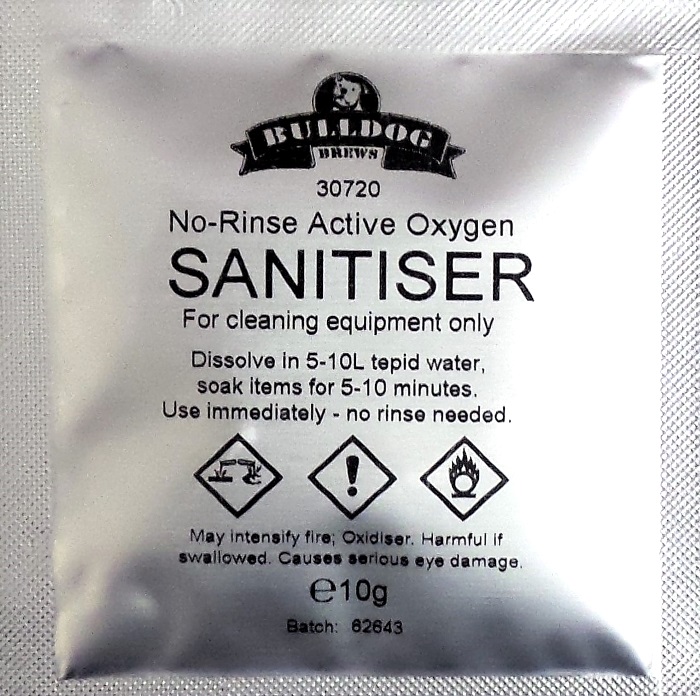 BULLDOG
BREWS
30720
No-Rinse Active Oxygen
SANITISER
For cleaning equipment only
Dissolve in 5-10L tepid water,
soak items for 5-10 minutes.
Use immediately - no rinse needed.
May intensify fire; Oxidiser. Harmful if
swallowed. Causes serious eye damage.
℮10g
Batch: 62643